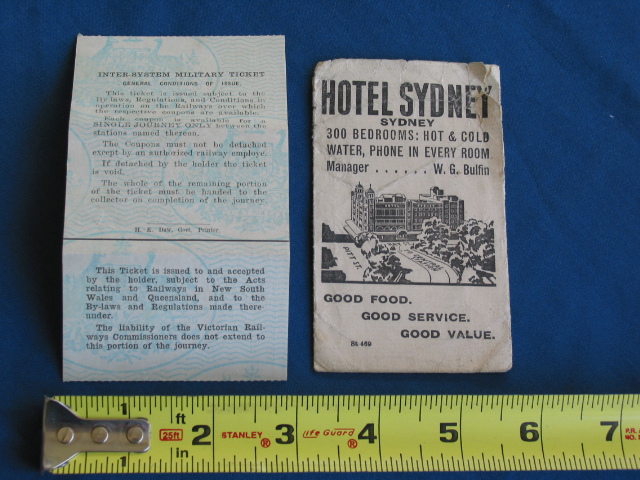 INTER-SYSTEM MILITARY TICKET
GENERAL CONDITIONS OF ISSUE.
This ticket is issued subject to the
By-laws, Regulations, and Conditions in
operation on the Railways over which
the respective coupons are available.
Each coupon is available for a
SINGLE JOURNEY ONLY between the
stations named thereon.
The Coupons must not be detached
except by an authorized railway employe.
If detached by the holder the ticket
is void.
The whole of the remaining portion
of the ticket must be handed to the
collector on completion of the journey.
H. E. Daw, Govt. Printer
This Ticket is issued to and accepted
by the holder, subject to the Acts
relating to Railways in New South
Wales and Queensland, and to the
By-laws and Regulations made there-
under.
The liability of the Victorian Rail-
ways Commissioners does not extend to
this portion of the journey.
HOTEL SYDNEY
SYDNEY
300 BEDROOMS: HOT & COLD
WATER, PHONE IN EVERY ROOM
Manager ...... W. G. Bulfin
PITT ST.
GOOD FOOD.
GOOD SERVICE.
GOOD VALUE.
8L 469
1 ft 2 3 4 5 6 7
25ft STANLEY® Life Guard®
in